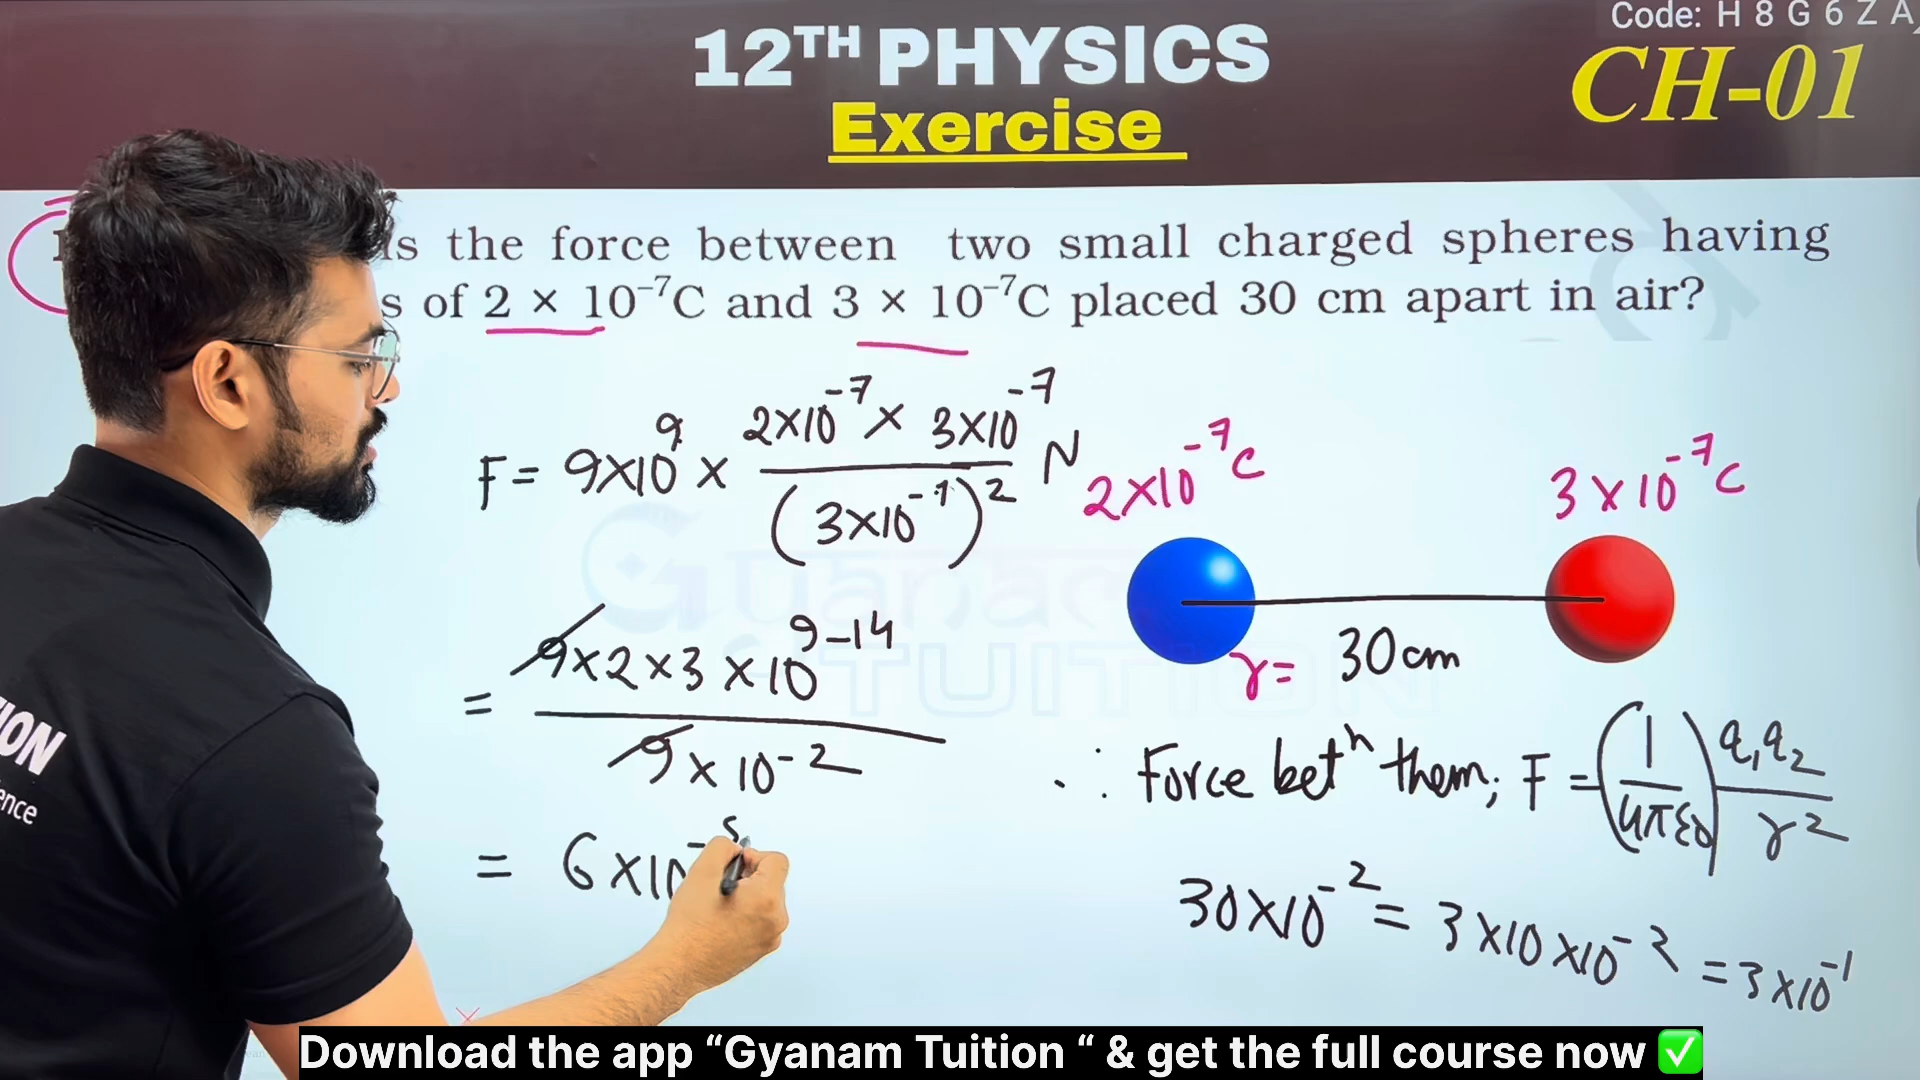 Code: H 8 G 6 Z A
12TH PHYSICS
CH-01
Exercise
is the force between two small charged spheres having
s of 2 × 10⁻⁷C and 3 × 10⁻⁷C placed 30 cm apart in air?
F = 9×10⁹ × 2×10⁻⁷ × 3×10⁻⁷ / (3×10⁻¹)² N
2×10⁻⁷C
3×10⁻⁷C
= 9×2×3×10⁹⁻¹⁴ / 9×10⁻²
r = 30cm
∴ Force betⁿ them; F = (1/4πε0) q₁q₂/r²
= 6×10⁻
30×10⁻² = 3×10×10⁻² = 3×10⁻¹
TUITION
ION
ence
Download the app “Gyanam Tuition “ & get the full course now ✅